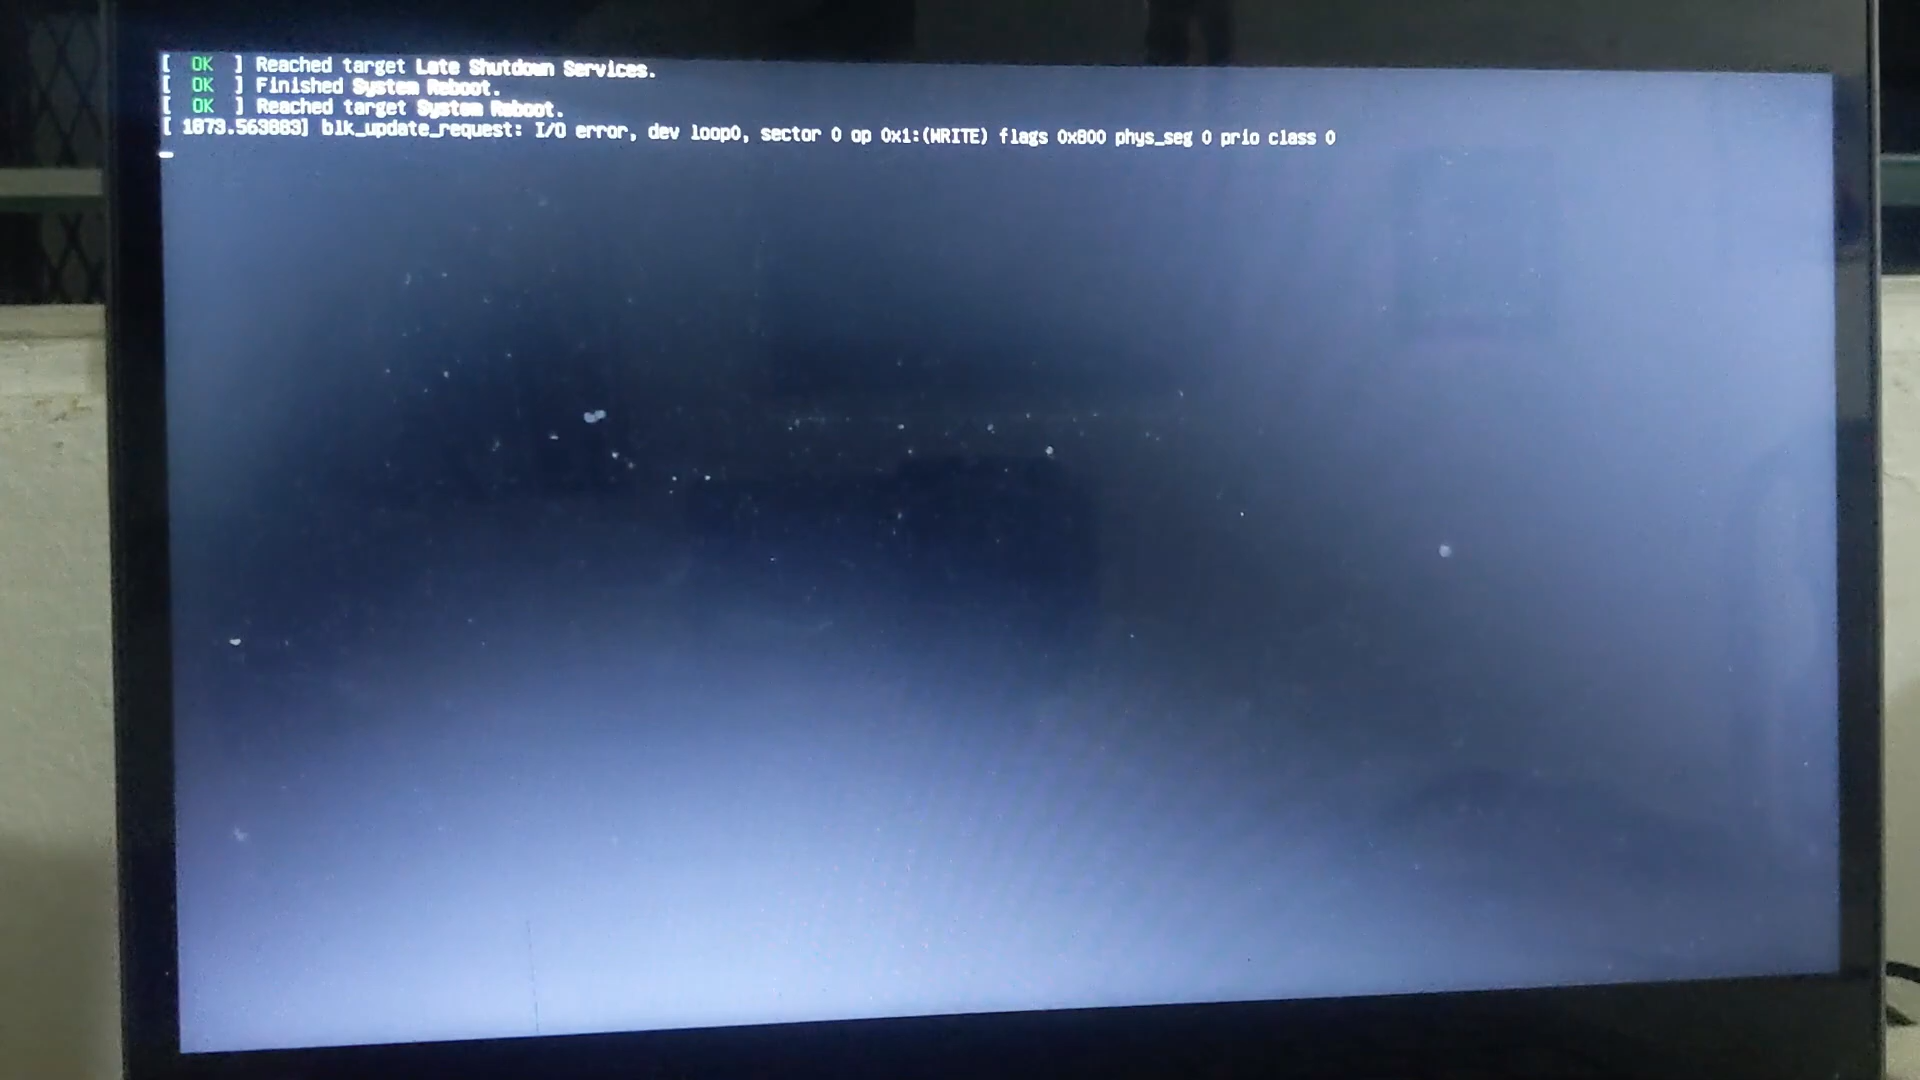 [  OK  ] Reached target Late Shutdown Services.
[  OK  ] Finished System Reboot.
[  OK  ] Reached target System Reboot.
[ 1873.563883] blk_update_request: I/O error, dev loop0, sector 0 op 0x1:(WRITE) flags 0x800 phys_seg 0 prio class 0